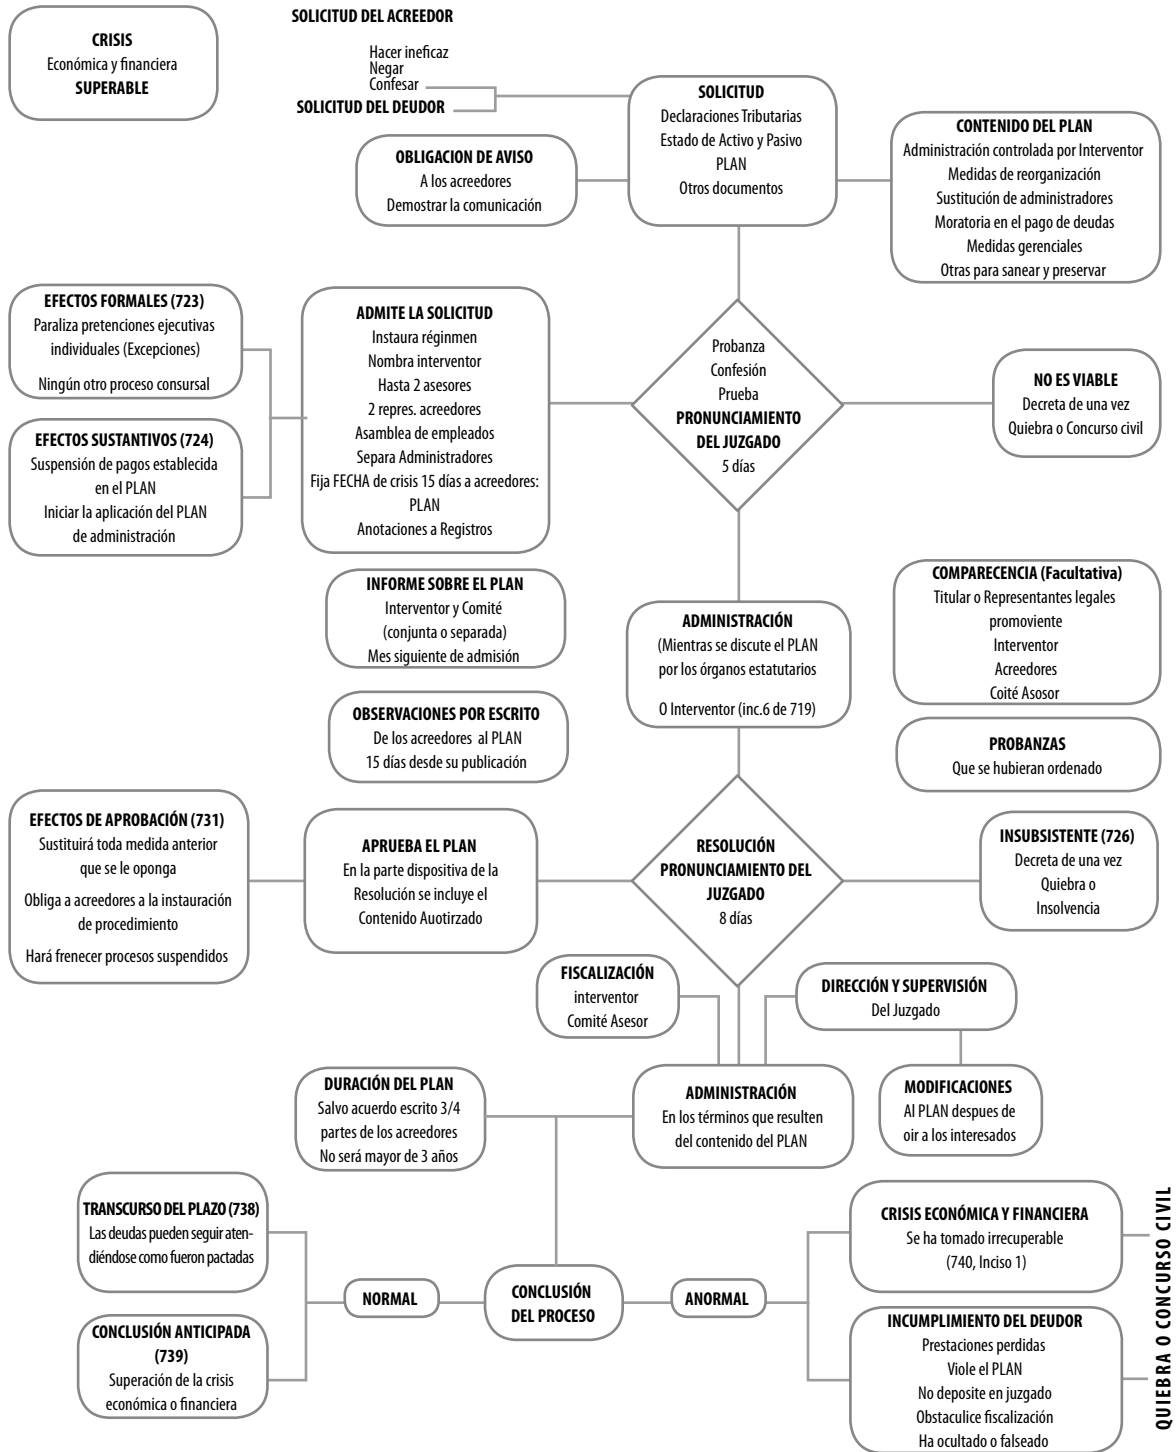 CRISIS
Económica y financiera
SUPERABLE
SOLICITUD DEL ACREEDOR
Hacer ineficaz
Negar
Confesar
SOLICITUD DEL DEUDOR
SOLICITUD
Declaraciones Tributarias
Estado de Activo y Pasivo
PLAN
Otros documentos
OBLIGACION DE AVISO
A los acreedores
Demostrar la comunicación
CONTENIDO DEL PLAN
Administración controlada por Interventor
Medidas de reorganización
Sustitución de administradores
Moratoria en el pago de deudas
Medidas gerenciales
Otras para sanear y preservar
EFECTOS FORMALES (723)
Paraliza pretenciones ejecutivas
individuales (Excepciones)
Ningún otro proceso consursal
EFECTOS SUSTANTIVOS (724)
Suspensión de pagos establecida
en el PLAN
Iniciar la aplicación del PLAN
de administración
ADMITE LA SOLICITUD
Instaura réginmen
Nombra interventor
Hasta 2 asesores
2 repres. acreedores
Asamblea de empleados
Separa Administradores
Fija FECHA de crisis 15 días a acreedores:
PLAN
Anotaciones a Registros
Probanza
Confesión
Prueba
PRONUNCIAMIENTO
DEL JUZGADO
5 días
NO ES VIABLE
Decreta de una vez
Quiebra o Concurso civil
INFORME SOBRE EL PLAN
Interventor y Comité
(conjunta o separada)
Mes siguiente de admisión
ADMINISTRACIÓN
(Mientras se discute el PLAN
por los órganos estatutarios
O Interventor (inc.6 de 719)
COMPARECENCIA (Facultativa)
Titular o Representantes legales
promoviente
Interventor
Acreedores
Coité Asosor
OBSERVACIONES POR ESCRITO
De los acreedores al PLAN
15 días desde su publicación
PROBANZAS
Que se hubieran ordenado
EFECTOS DE APROBACIÓN (731)
Sustituirá toda medida anterior
que se le oponga
Obliga a acreedores a la instauración
de procedimiento
Hará frenecer procesos suspendidos
APRUEBA EL PLAN
En la parte dispositiva de la
Resolución se incluye el
Contenido Auotirzado
RESOLUCIÓN
PRONUNCIAMIENTO DEL
JUZGADO
8 días
INSUBSISTENTE (726)
Decreta de una vez
Quiebra o
Insolvencia
FISCALIZACIÓN
interventor
Comité Asesor
DIRECCIÓN Y SUPERVISIÓN
Del Juzgado
DURACIÓN DEL PLAN
Salvo acuerdo escrito 3/4
partes de los acreedores
No será mayor de 3 años
ADMINISTRACIÓN
En los términos que resulten
del contenido del PLAN
MODIFICACIONES
Al PLAN despues de
oir a los interesados
TRANSCURSO DEL PLAZO (738)
Las deudas pueden seguir aten-
diéndose como fueron pactadas
CONCLUSIÓN ANTICIPADA
(739)
Superación de la crisis
económica o financiera
NORMAL
CONCLUSIÓN
DEL PROCESO
ANORMAL
CRISIS ECONÓMICA Y FINANCIERA
Se ha tomado irrecuperable
(740, Inciso 1)
INCUMPLIMIENTO DEL DEUDOR
Prestaciones perdidas
Viole el PLAN
No deposite en juzgado
Obstaculice fiscalización
Ha ocultado o falseado
QUIEBRA O CONCURSO CIVIL